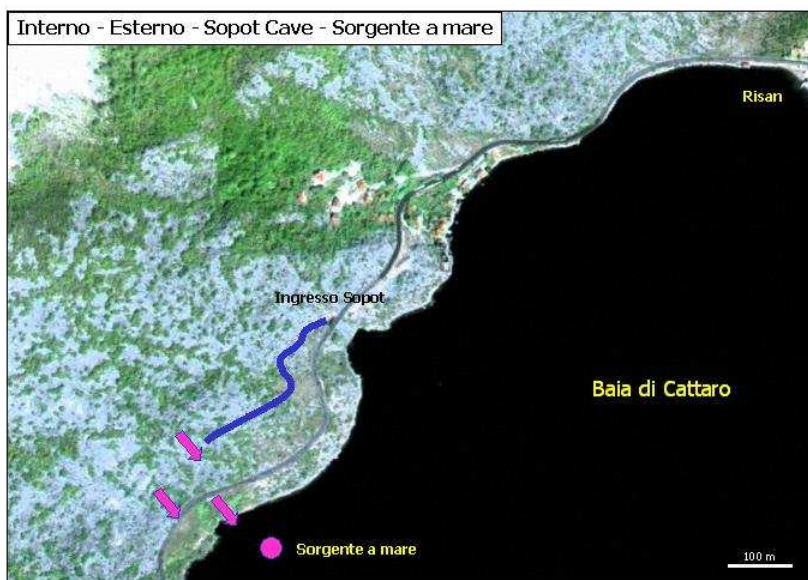 Interno - Esterno - Sopot Cave - Sorgente a mare
Risan
Ingresso Sopot
Baia di Cattaro
Sorgente a mare
100 m